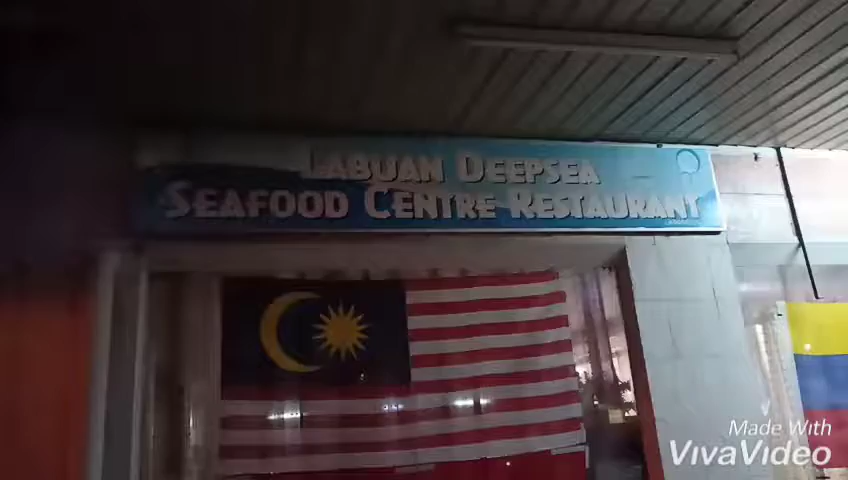 LABUAN DEEPSEA
SEAFOOD CENTRE RESTAURANT
Made With
VivaVideo